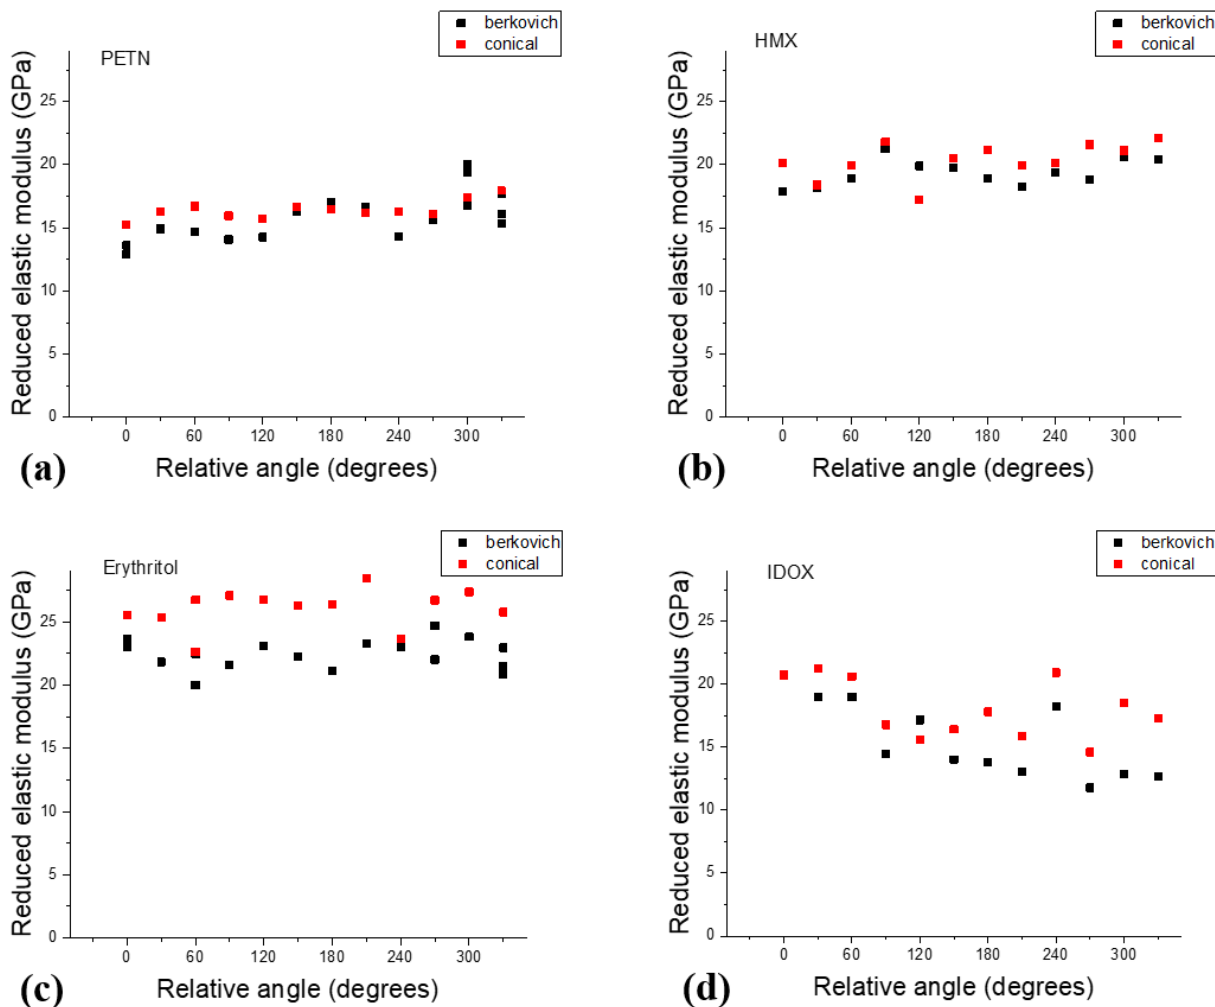 berkovich
conical
PETN
Reduced elastic modulus (GPa)
25
20
15
10
5
0
0 60 120 180 240 300
(a) Relative angle (degrees)
berkovich
conical
HMX
Reduced elastic modulus (GPa)
25
20
15
10
5
0
0 60 120 180 240 300
(b) Relative angle (degrees)
berkovich
conical
Erythritol
Reduced elastic modulus (GPa)
25
20
15
10
5
0
0 60 120 180 240 300
(c) Relative angle (degrees)
berkovich
conical
IDOX
Reduced elastic modulus (GPa)
25
20
15
10
5
0
0 60 120 180 240 300
(d) Relative angle (degrees)